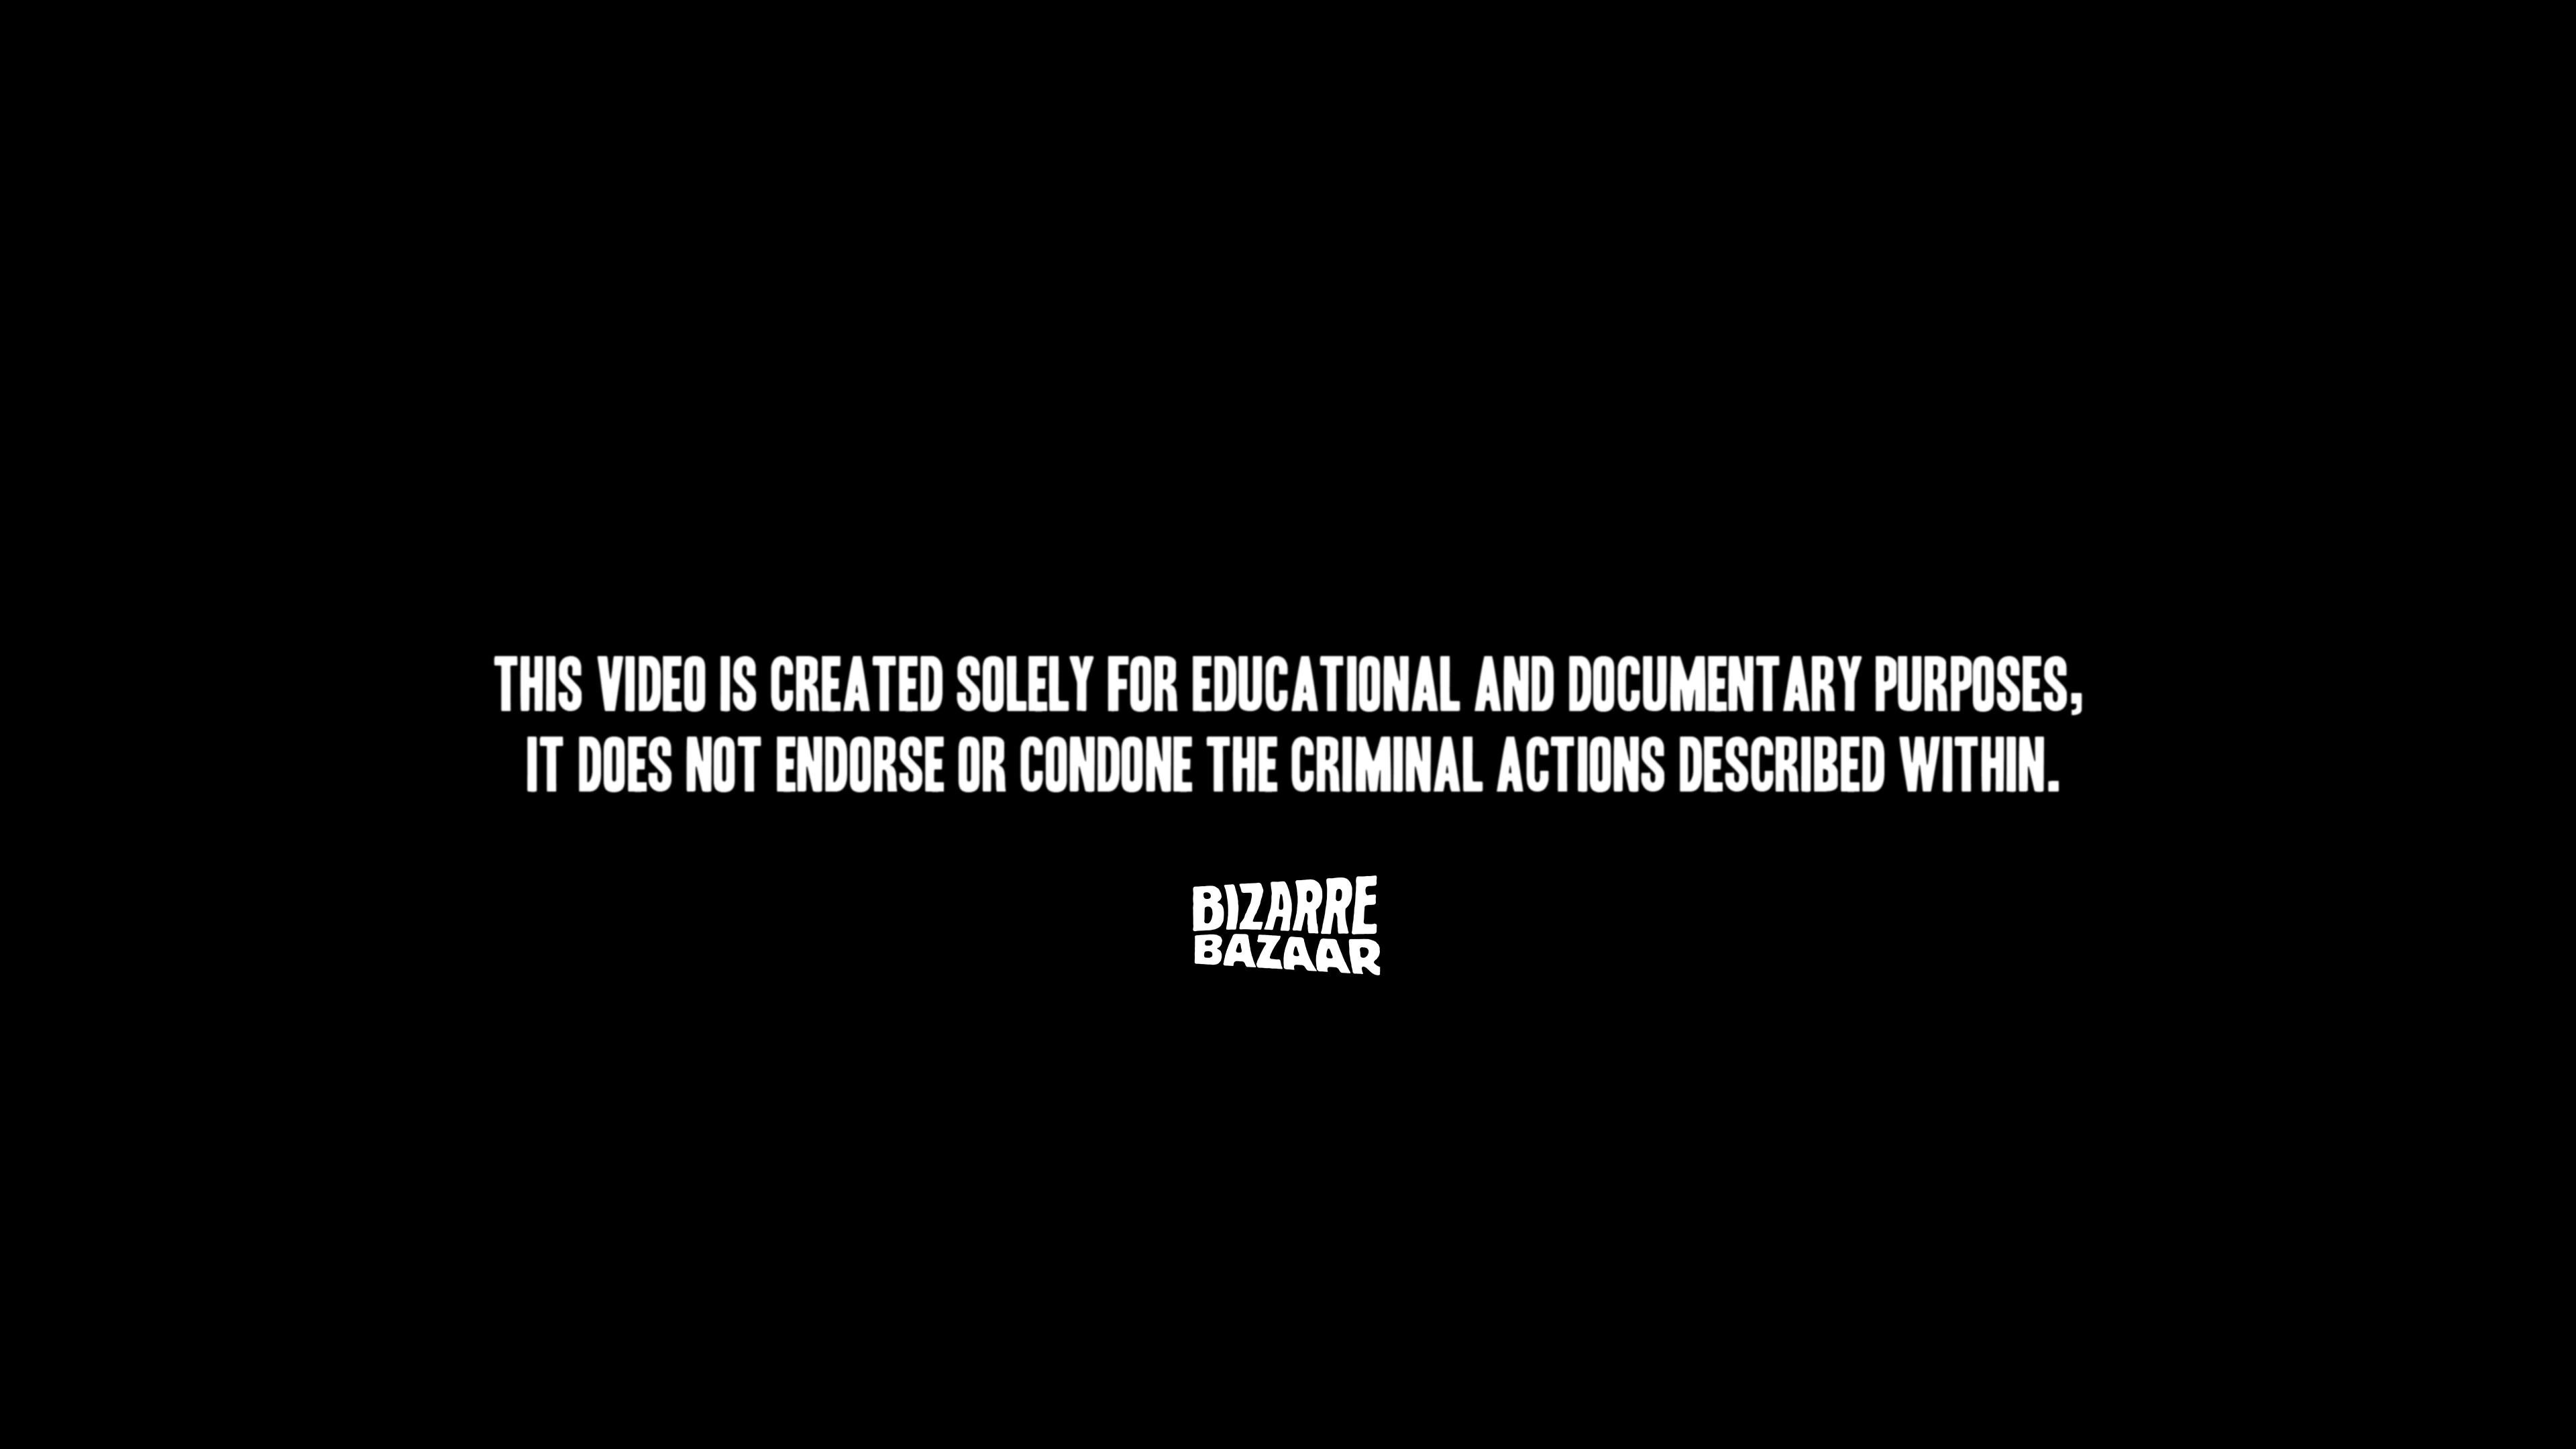 THIS VIDEO IS CREATED SOLELY FOR EDUCATIONAL AND DOCUMENTARY PURPOSES,
IT DOES NOT ENDORSE OR CONDONE THE CRIMINAL ACTIONS DESCRIBED WITHIN.
BIZARRE
BAZAAR